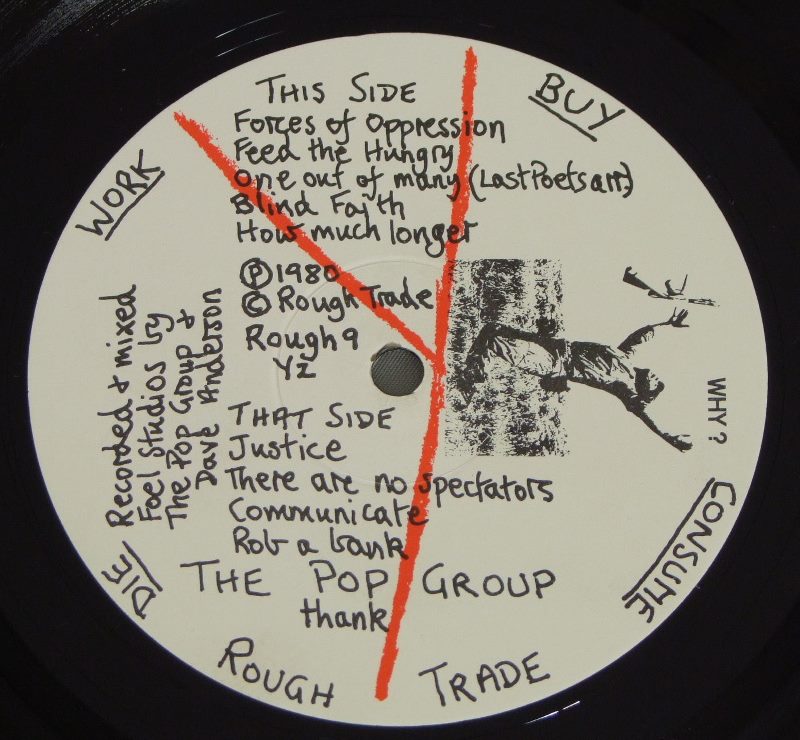 THIS SIDE
Forces of Oppression
Feed the Hungry
One out of many (Last Poets arr)
Blind Faith
How much longer
Ⓟ 1980
© Rough Trade
Rough 9
Y2
THAT SIDE
Justice
There are no spectators
Communicate
Rob a bank
THE POP GROUP
thank
ROUGH TRADE
BUY
WORK
Recorded + mixed
Foel Studios by
The Pop Group +
Dave Anderson
DIE
WHY?
CONSUME